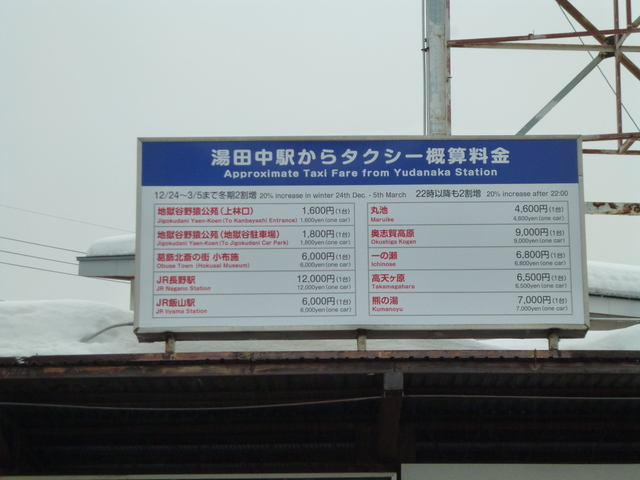 湯田中駅からタクシー概算料金
Approximate Taxi Fare from Yudanaka Station
12/24～3/5まで冬期2割増 20% increase in winter 24th Dec. - 5th March 22時以降も2割増 20% increase after 22:00
地獄谷野猿公苑（上林口） 1,600円(1台)
Jigokudani Yaen-Koen (To Kanbayashi Entrance) 1,600yen(one car)
地獄谷野猿公苑（地獄谷駐車場） 1,800円(1台)
Jigokudani Yaen-Koen (To Jigokudani Car Park) 1,800yen(one car)
葛飾北斎の街 小布施 6,000円(1台)
Obuse Town (Hokusai Museum) 6,000yen(one car)
JR長野駅 12,000円(1台)
JR Nagano Station 12,000yen(one car)
JR飯山駅 6,000円(1台)
JR Iiyama Station 6,000yen(one car)
丸池 4,600円(1台)
Maruike 4,600yen(one car)
奥志賀高原 9,000円(1台)
Okushiga Kogen 9,000yen(one car)
一の瀬 6,800円(1台)
Ichinose 6,800yen(one car)
高天ヶ原 6,500円(1台)
Takamagahara 6,500yen(one car)
熊の湯 7,000円(1台)
Kumanoyu 7,000yen(one car)